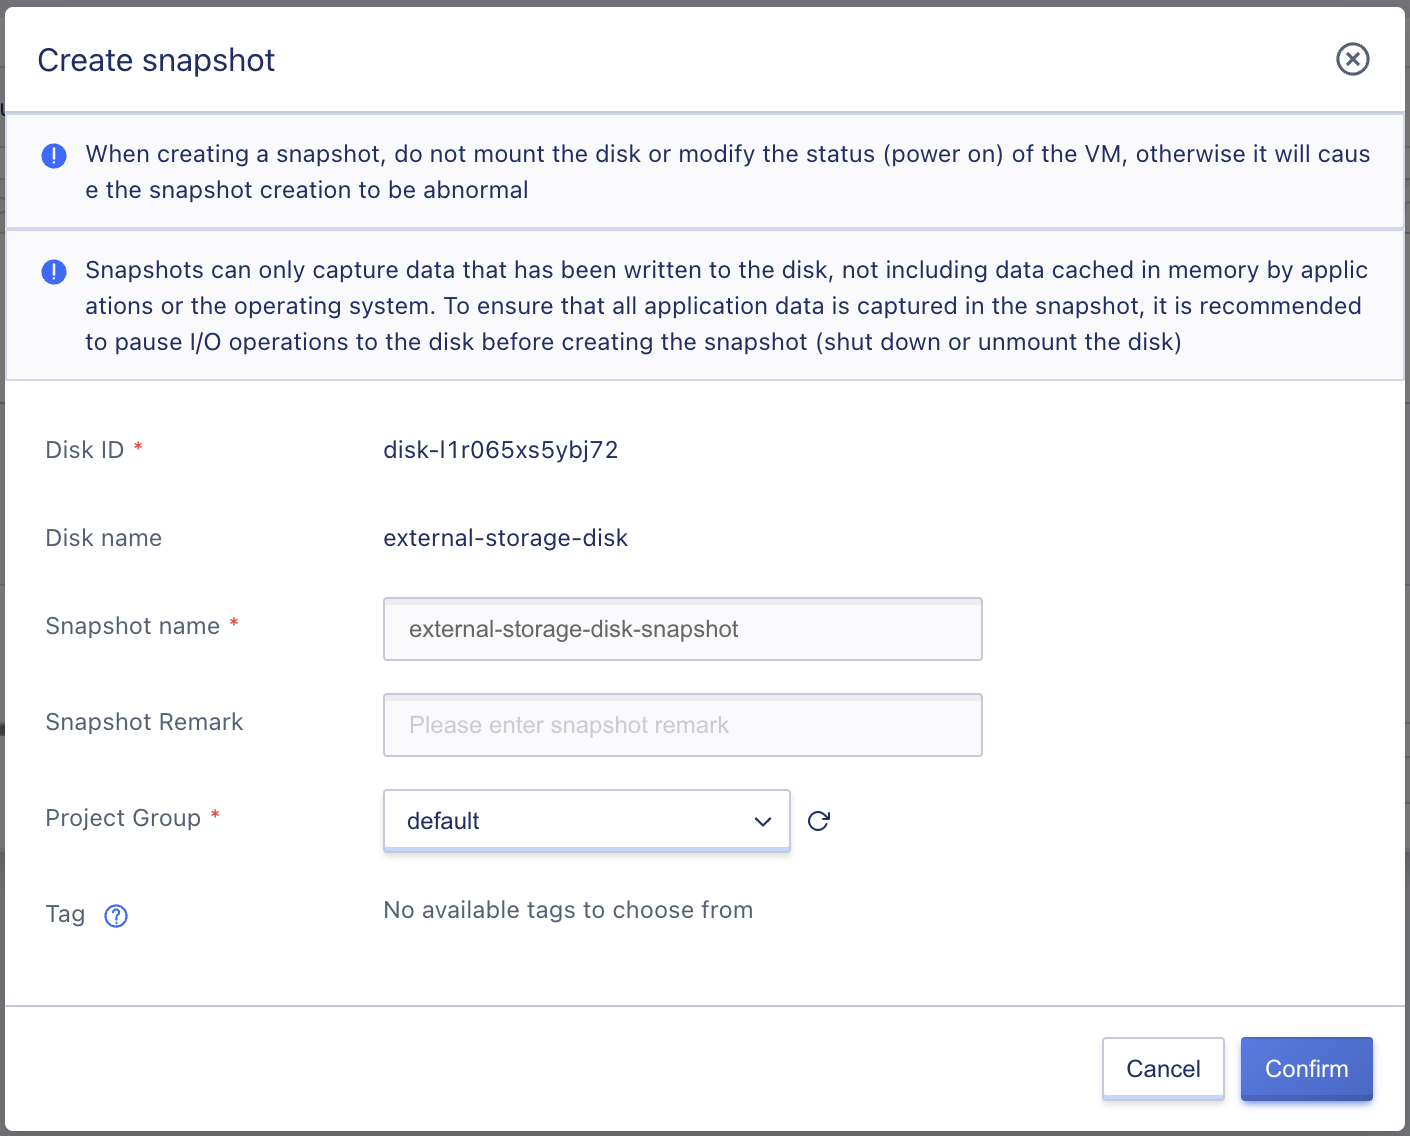 Create snapshot
When creating a snapshot, do not mount the disk or modify the status (power on) of the VM, otherwise it will caus
e the snapshot creation to be abnormal
Snapshots can only capture data that has been written to the disk, not including data cached in memory by applic
ations or the operating system. To ensure that all application data is captured in the snapshot, it is recommended
to pause I/O operations to the disk before creating the snapshot (shut down or unmount the disk)
Disk ID * disk-l1r065xs5ybj72
Disk name external-storage-disk
Snapshot name * external-storage-disk-snapshot
Snapshot Remark Please enter snapshot remark
Project Group * default
Tag ? No available tags to choose from
Cancel Confirm